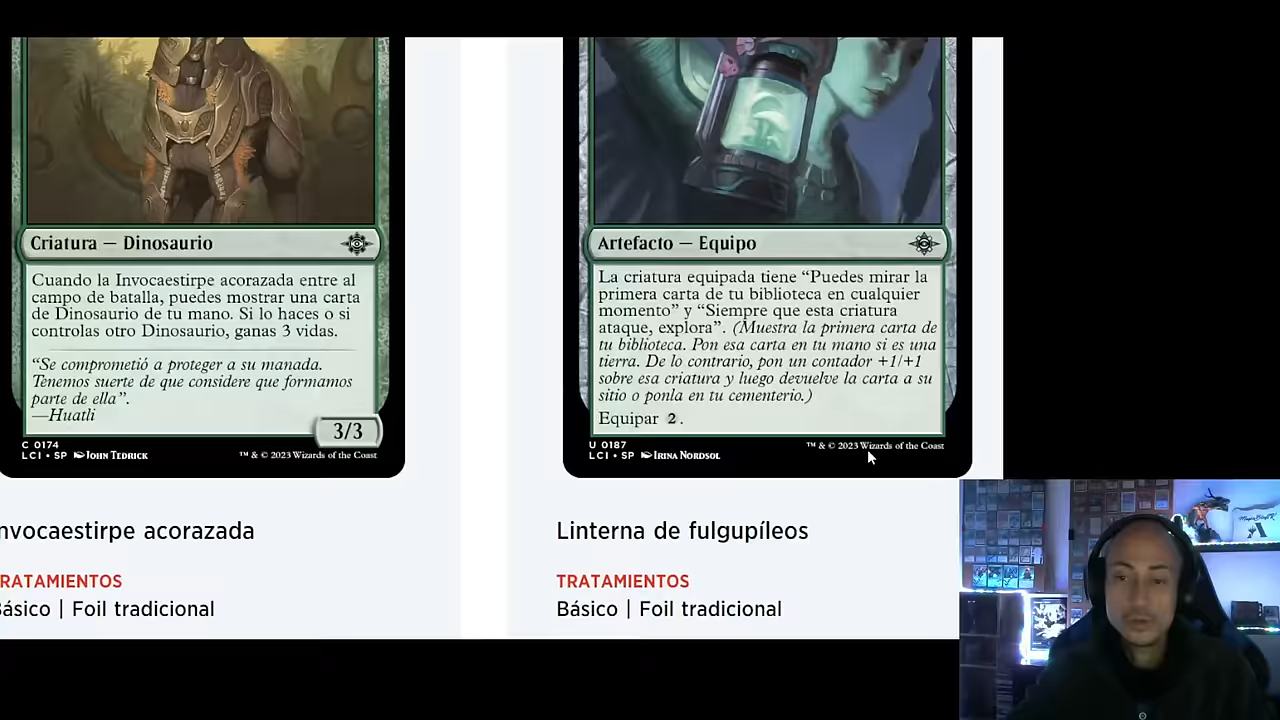 Criatura — Dinosaurio
Cuando la Invocaestirpe acorazada entre al
campo de batalla, puedes mostrar una carta
de Dinosaurio de tu mano. Si lo haces o si
controlas otro Dinosaurio, ganas 3 vidas.
“Se comprometió a proteger a su manada.
Tenemos suerte de que considere que formamos
parte de ella”.
—Huatli
3/3
C 0174
LCI • SP John Tedrick
™ & © 2023 Wizards of the Coast
nvocaestirpe acorazada
RATAMIENTOS
Básico | Foil tradicional
Artefacto — Equipo
La criatura equipada tiene “Puedes mirar la
primera carta de tu biblioteca en cualquier
momento” y “Siempre que esta criatura
ataque, explora”. (Muestra la primera carta de
tu biblioteca. Pon esa carta en tu mano si es una
tierra. De lo contrario, pon un contador +1/+1
sobre esa criatura y luego devuelve la carta a su
sitio o ponla en tu cementerio.)
Equipar 2.
U 0187
LCI • SP Irina Nordsol
™ & © 2023 Wizards of the Coast
Linterna de fulgupíleos
TRATAMIENTOS
Básico | Foil tradicional